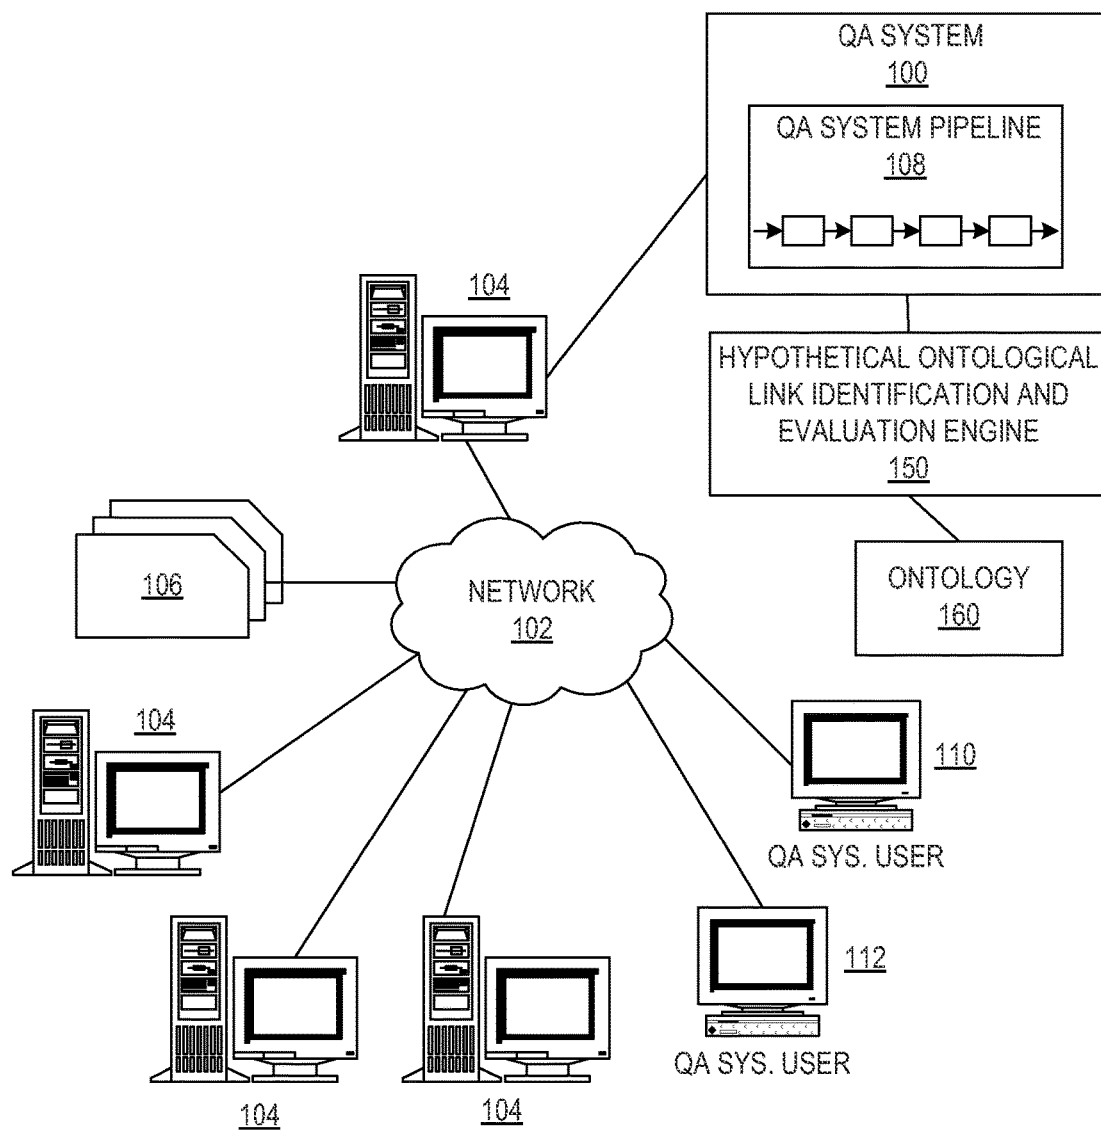 QA SYSTEM
100
QA SYSTEM PIPELINE
108
104
HYPOTHETICAL ONTOLOGICAL
LINK IDENTIFICATION AND
EVALUATION ENGINE
150
106
NETWORK
102
ONTOLOGY
160
104
110
QA SYS. USER
112
QA SYS. USER
104
104